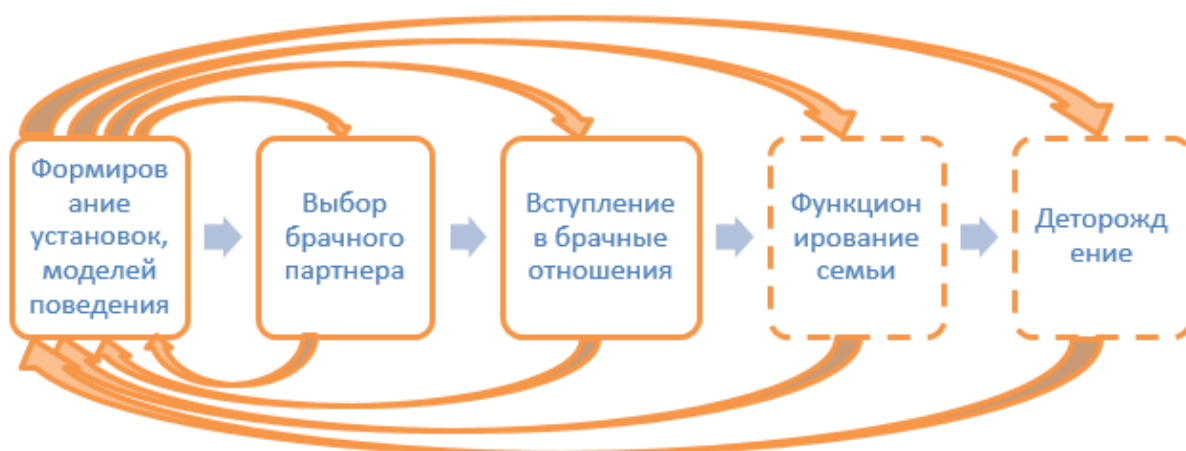 Формиров
ание
установок,
моделей
поведения
Выбор
брачного
партнера
Вступление
в брачные
отношения
Функцион
ирование
семьи
Деторожд
ение